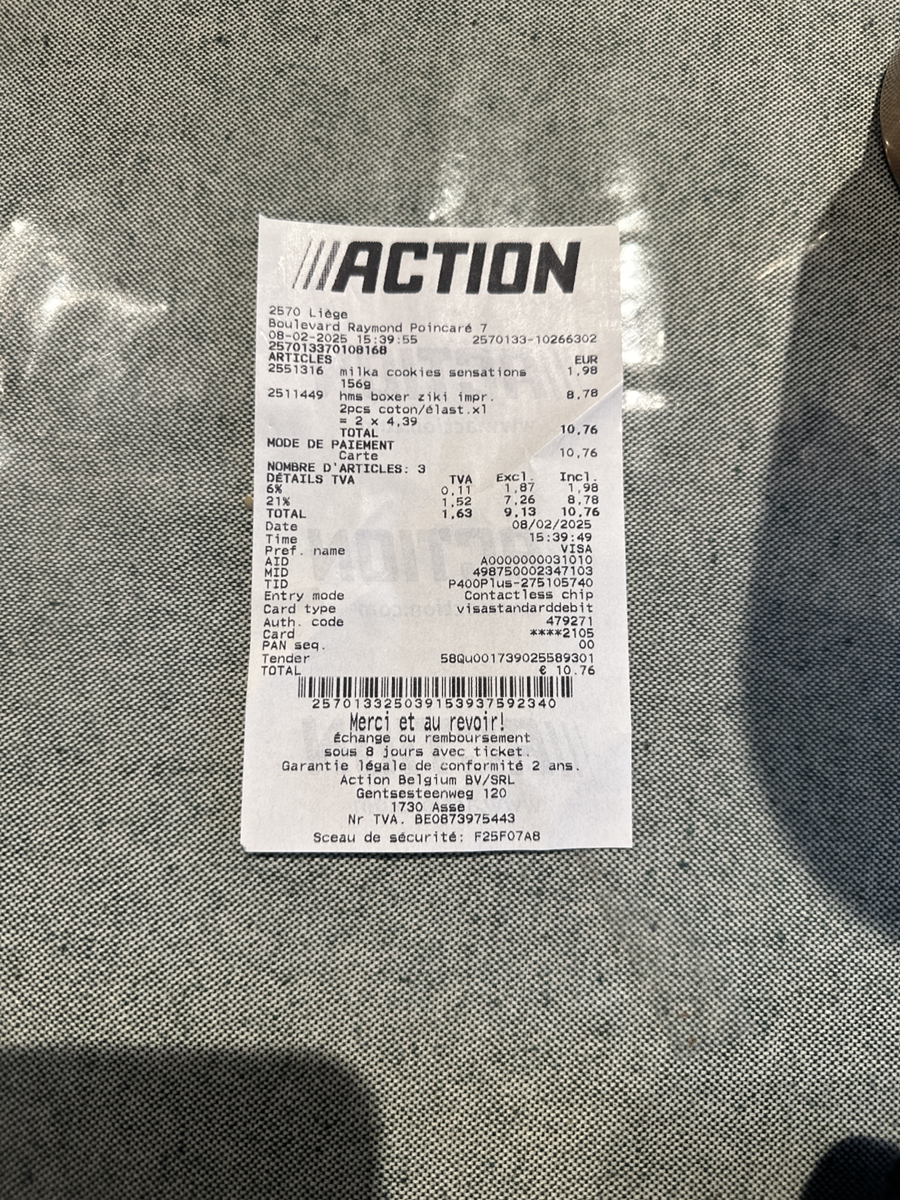 ///ACTION
2570 Liège
Boulevard Raymond Poincaré 7
08-02-2025 15:39:55 2570133-10266302
257013370108168
ARTICLES EUR
2551316 milka cookies sensations 1,98
156g
2511449 hms boxer ziki impr. 8,78
2pcs coton/élast.xl
= 2 x 4,39
TOTAL 10,76
MODE DE PAIEMENT
Carte 10,76
NOMBRE D'ARTICLES: 3
DÉTAILS TVA TVA Excl. Incl.
6% 0,11 1,87 1,98
21% 1,52 7,26 8,78
TOTAL 1,63 9,13 10,76
Date 08/02/2025
Time 15:39:49
Pref. name VISA
AID A0000000031010
MID 498750002347103
TID P400Plus-275105740
Entry mode Contactless chip
Card type visastandarddebit
Auth. code 479271
Card ****2105
PAN seq. 00
Tender 58Qu001739025589301
TOTAL € 10.76
257013325039153937592340
Merci et au revoir!
Échange ou remboursement
sous 8 jours avec ticket.
Garantie légale de conformité 2 ans.
Action Belgium BV/SRL
Gentsesteenweg 120
1730 Asse
Nr TVA. BE0873975443
Sceau de sécurité: F25F07A8